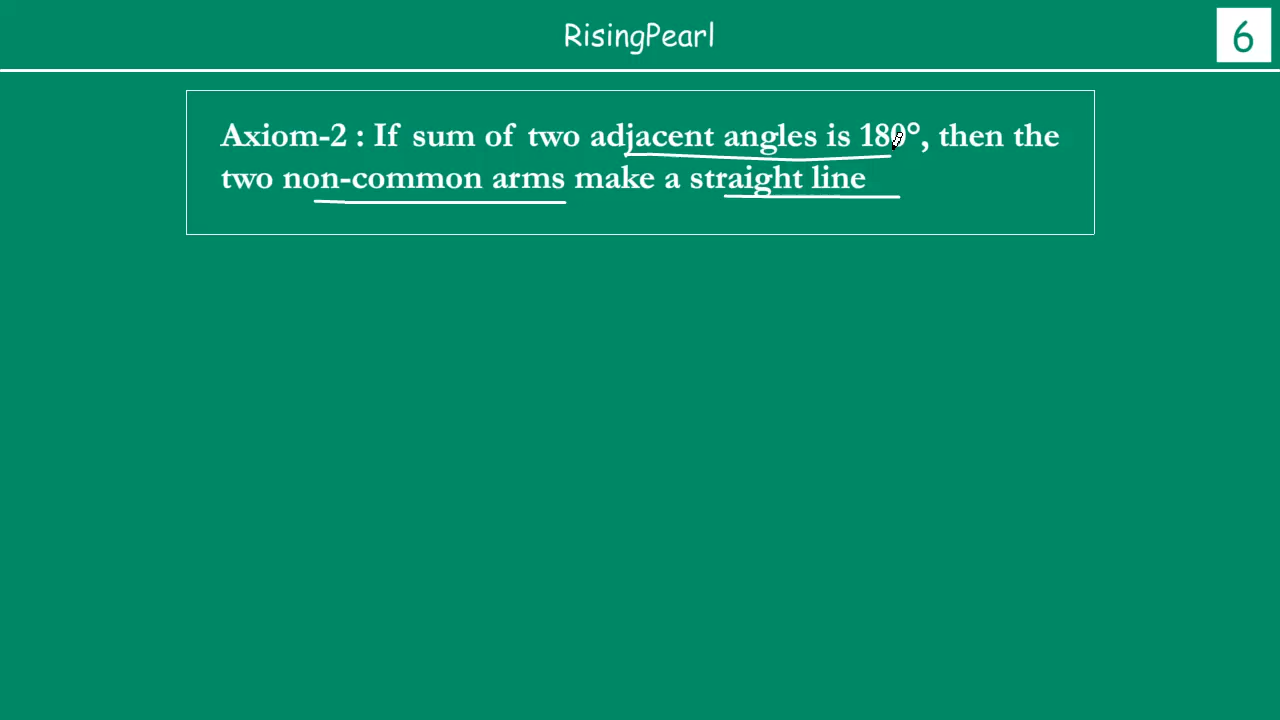 RisingPearl
6
Axiom-2 : If sum of two adjacent angles is 180°, then the
two non-common arms make a straight line